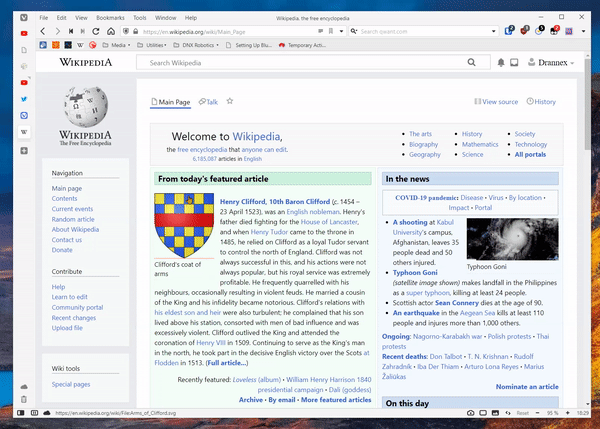 File Edit View Bookmarks Tools Window Help
Wikipedia, the free encyclopedia
https://en.wikipedia.org/wiki/Main_Page
Search qwant.com
Media
Utilities
DNX Robotics
Setting Up Blu...
Temporary Acti...
WIKIPEDIA
Search Wikipedia
Drannex
WIKIPEDIA
The Free Encyclopedia
Main Page
Talk
View source
History
Welcome to Wikipedia,
the free encyclopedia that anyone can edit.
6,185,087 articles in English
• The arts
• Biography
• Geography
• History
• Mathematics
• Science
• Society
• Technology
• All portals
Navigation
Main page
Contents
Current events
Random article
About Wikipedia
Contact us
Donate
Contribute
Help
Learn to edit
Community portal
Recent changes
Upload file
Wiki tools
Special pages
From today's featured article
Clifford's coat of
arms
Henry Clifford, 10th Baron Clifford (c. 1454 –
23 April 1523), was an English nobleman. Henry's
father died fighting for the House of Lancaster,
and when Henry Tudor came to the throne in
1485, he relied on Clifford as a loyal Tudor servant
to control the north of England. Clifford was not
always successful in this, and his actions were not
always popular, but his royal service was extremely
profitable. He frequently quarrelled with his
neighbours, occasionally resulting in violent feuds. He married a cousin
of the King and his infidelity became notorious. Clifford's relations with
his eldest son and heir were also turbulent; he complained that his son
lived above his station, consorted with men of bad influence and was
excessively violent. Clifford outlived the King and attended the
coronation of Henry VIII in 1509. Continuing to serve as the King's man
in the north, he took part in the decisive English victory over the Scots at
Flodden in 1513. (Full article...)
Recently featured: Loveless (album) • William Henry Harrison 1840
presidential campaign • Dali (goddess)
Archive • By email • More featured articles
In the news
COVID-19 pandemic: Disease • Virus • By location •
Impact • Portal
• A shooting at Kabul
University's campus,
Afghanistan, leaves 35
people dead and 50
others injured.
Typhoon Goni
• Typhoon Goni
(satellite image shown) makes landfall in the Philippines
as a super typhoon, killing at least 24 people.
• Scottish actor Sean Connery dies at the age of 90.
• An earthquake in the Aegean Sea kills at least 110
people and injures more than 1,000 others.
Ongoing: Nagorno-Karabakh war • Polish protests • Thai
protests
Recent deaths: Don Talbot • T. N. Krishnan • Rudolf
Zahradník • Iba Der Thiam • Arturo Lona Reyes • Marius
Žaliūkas
Nominate an article
On this day
https://en.wikipedia.org/wiki/File:Arms_of_Clifford.svg
Reset
95 %
18:29